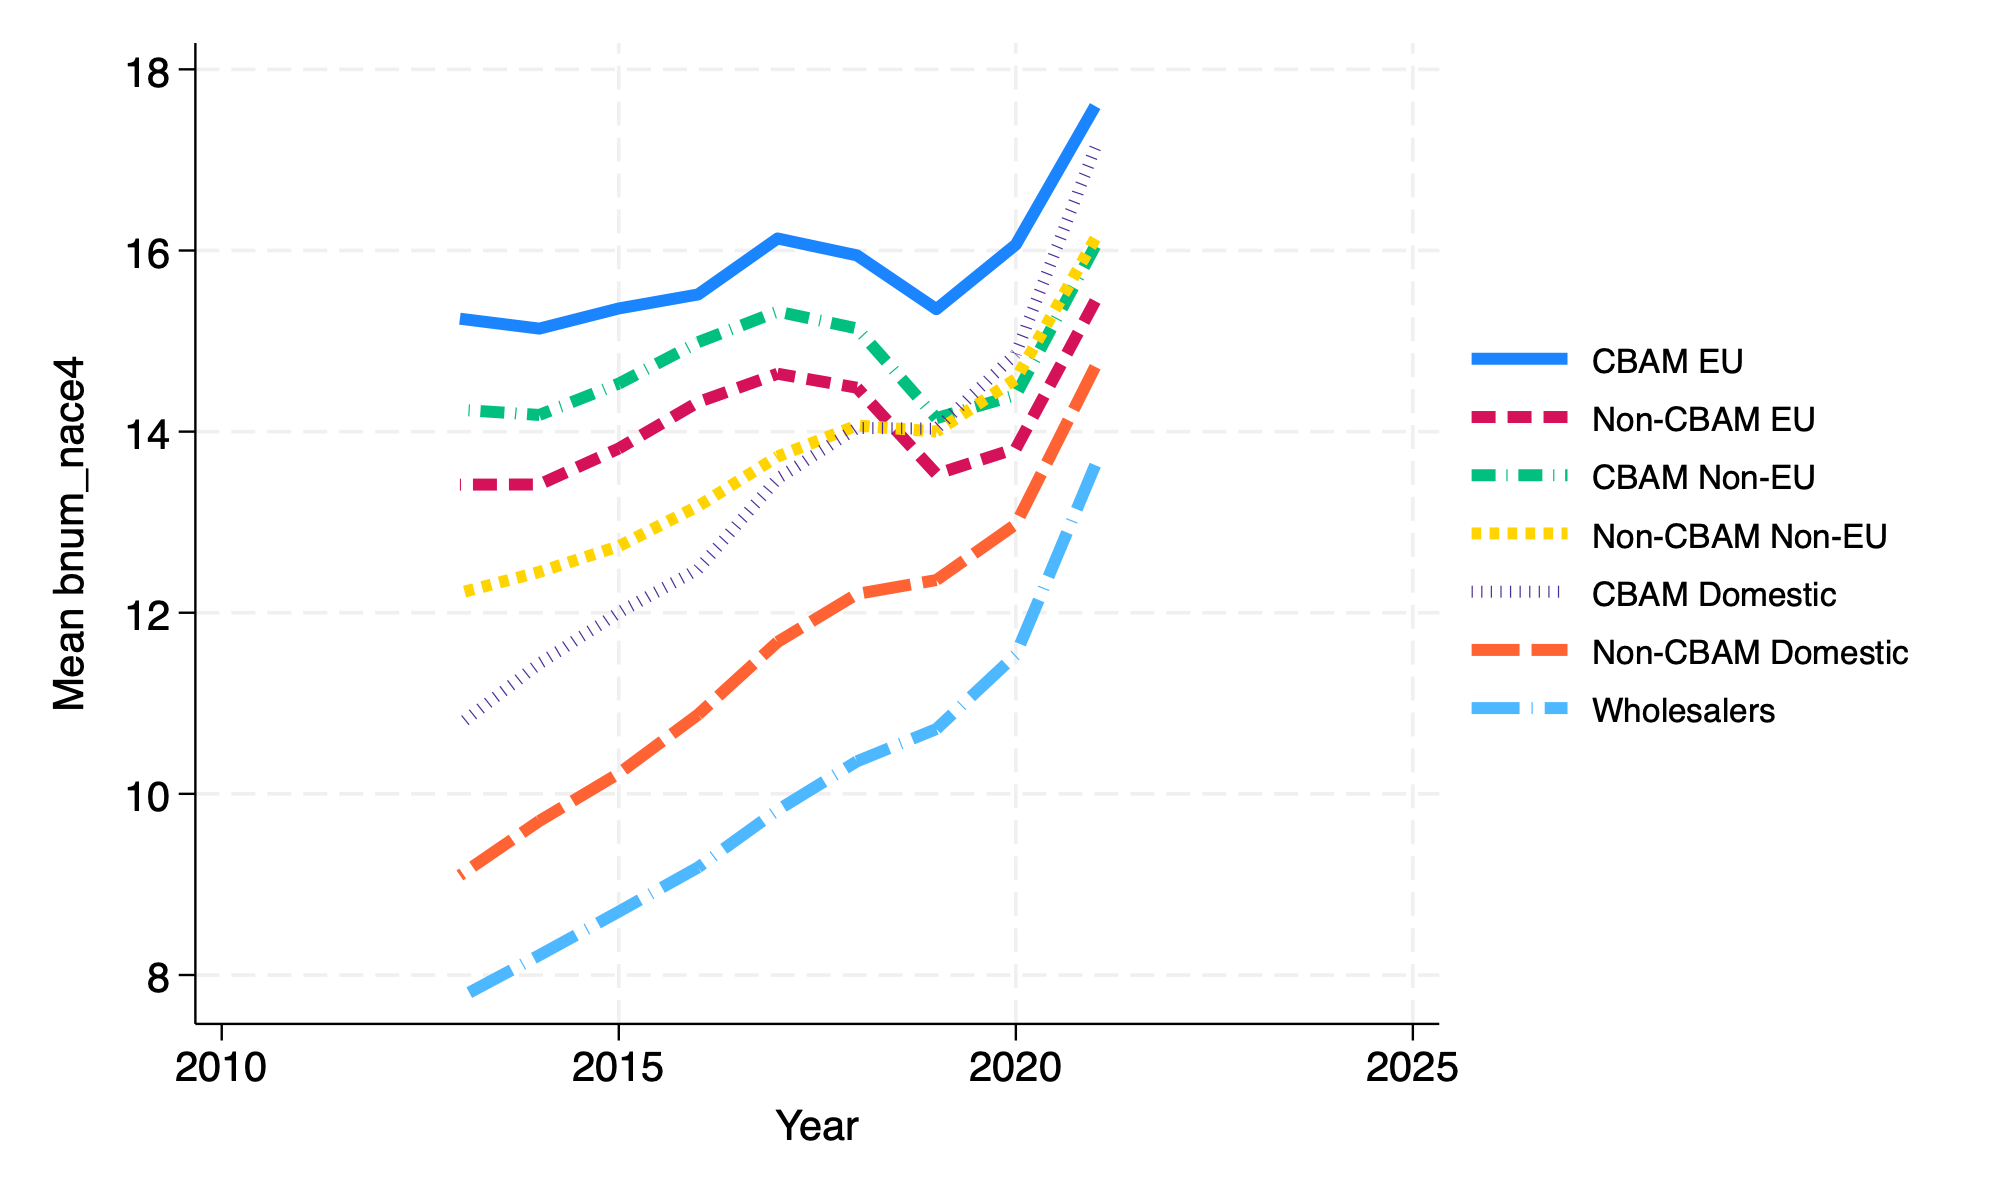 18
16
14
12
10
8
Mean bnum_nace4
2010
2015
2020
2025
Year
CBAM EU
Non-CBAM EU
CBAM Non-EU
Non-CBAM Non-EU
CBAM Domestic
Non-CBAM Domestic
Wholesalers